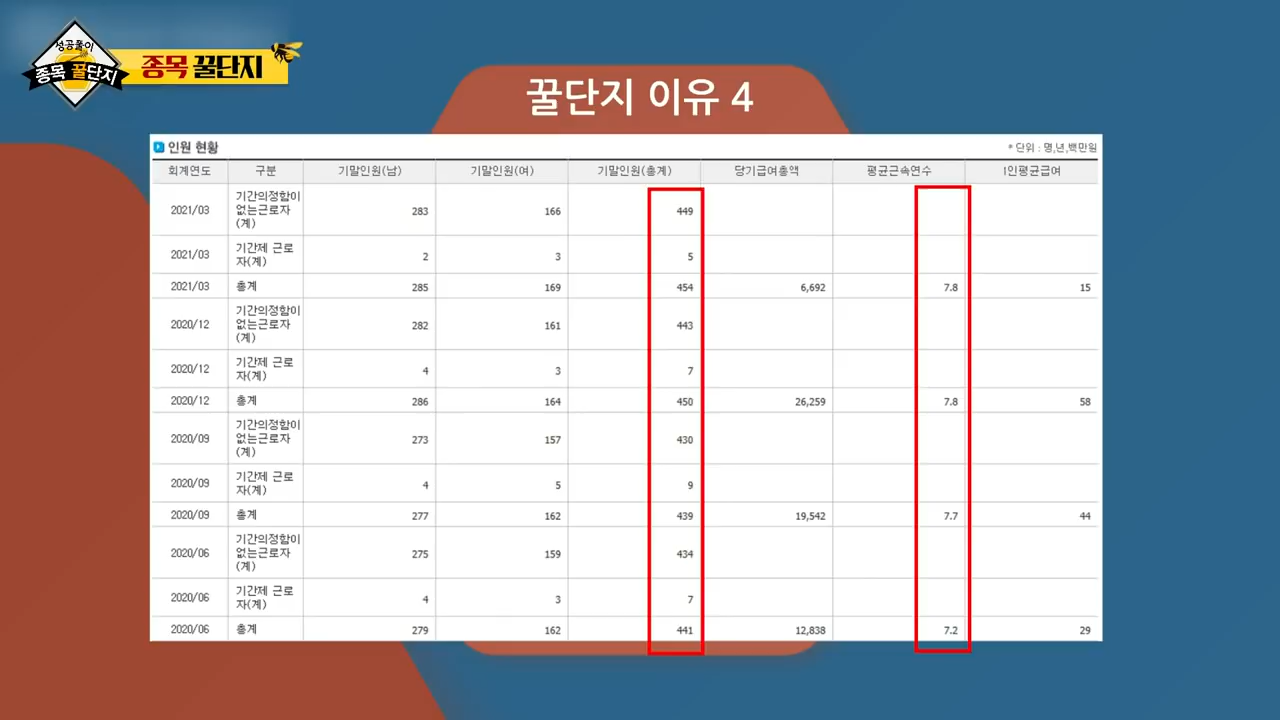 성공풀이
종목 꿀단지
종목 꿀단지
꿀단지 이유 4
인원 현황
* 단위 : 명,년,백만원
회계연도 구분 기말인원(남) 기말인원(여) 기말인원(총계) 당기급여총액 평균근속연수 1인평균급여
2021/03 기간의정함이
없는근로자
(계) 283 166 449
2021/03 기간제 근로
자(계) 2 3 5
2021/03 총계 285 169 454 6,692 7.8 15
2020/12 기간의정함이
없는근로자
(계) 282 161 443
2020/12 기간제 근로
자(계) 4 3 7
2020/12 총계 286 164 450 26,259 7.8 58
2020/09 기간의정함이
없는근로자
(계) 273 157 430
2020/09 기간제 근로
자(계) 4 5 9
2020/09 총계 277 162 439 19,542 7.7 44
2020/06 기간의정함이
없는근로자
(계) 275 159 434
2020/06 기간제 근로
자(계) 4 3 7
2020/06 총계 279 162 441 12,838 7.2 29